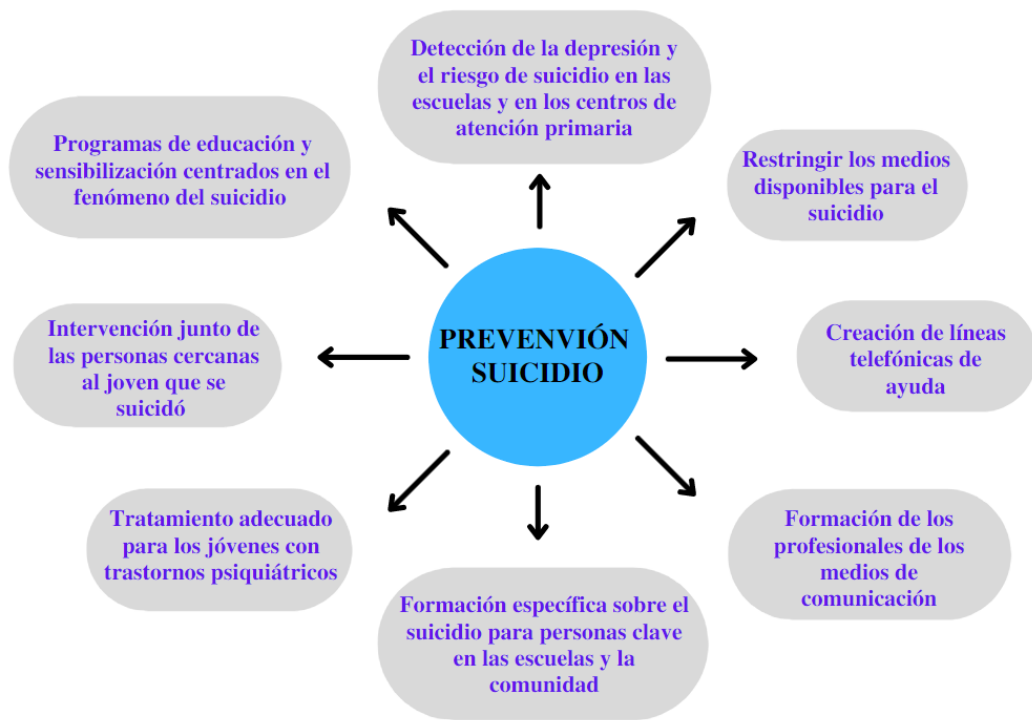 Detección de la depresión y
el riesgo de suicidio en las
escuelas y en los centros de
atención primaria
Programas de educación y
sensibilización centrados en el
fenómeno del suicidio
Restringir los medios
disponibles para el
suicidio
Intervención junto de
las personas cercanas
al joven que se
suicidó
PREVENVIÓN
SUICIDIO
Creación de líneas
telefónicas de
ayuda
Tratamiento adecuado
para los jóvenes con
trastornos psiquiátricos
Formación específica sobre el
suicidio para personas clave
en las escuelas y la
comunidad
Formación de los
profesionales de los
medios de
comunicación